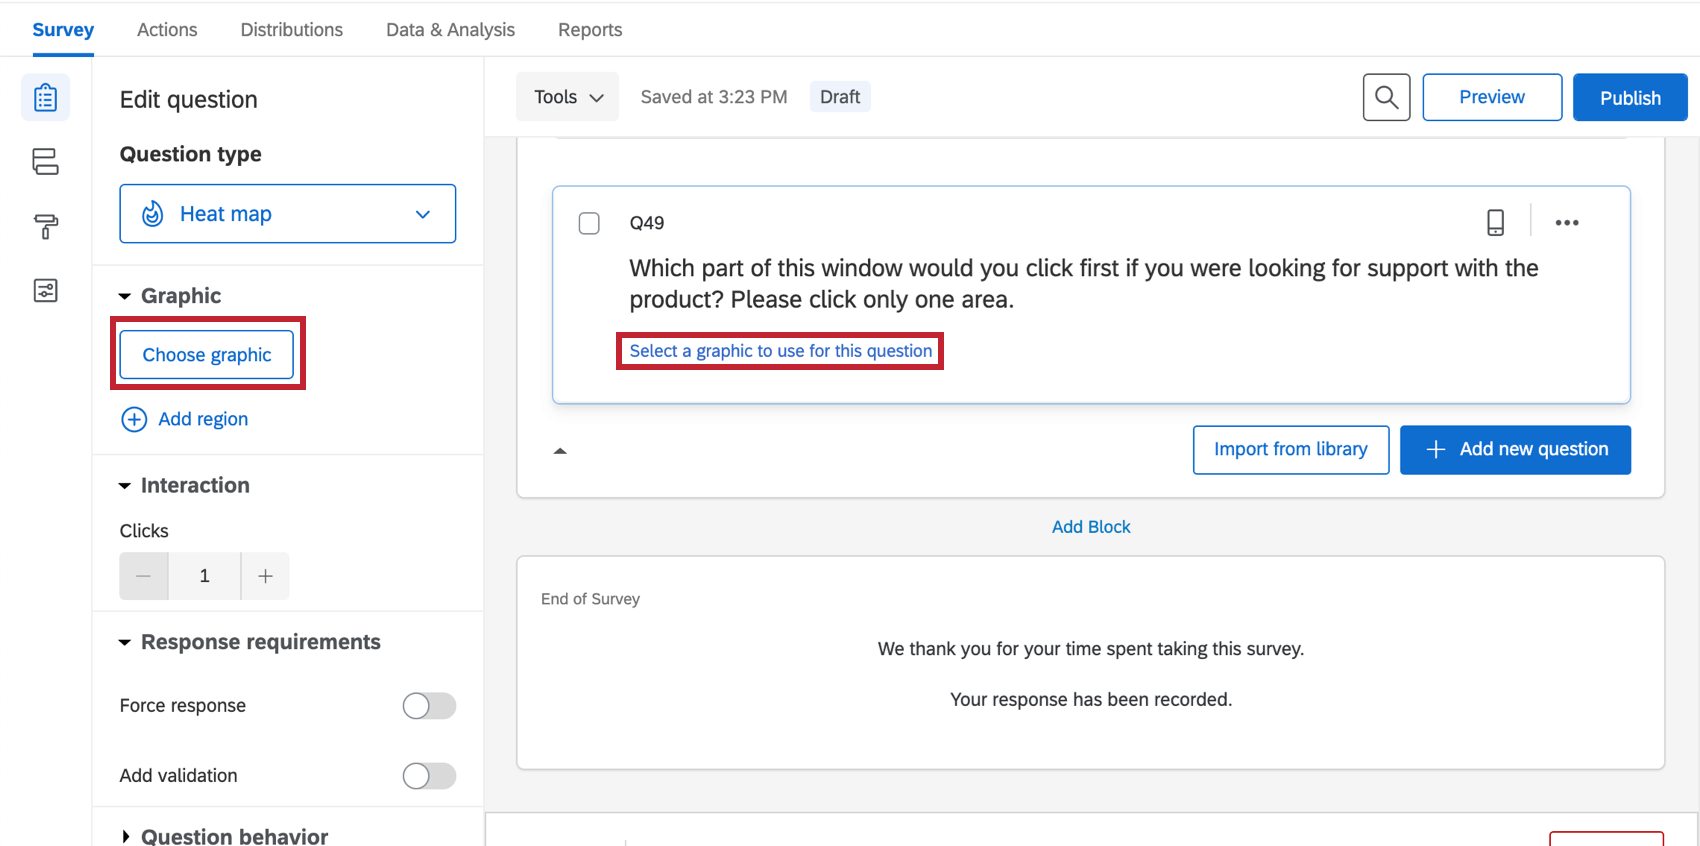 Survey
Actions
Distributions
Data & Analysis
Reports
Edit question
Question type
Heat map
Graphic
Choose graphic
Add region
Interaction
Clicks
1
Response requirements
Force response
Add validation
Question behavior
Tools
Saved at 3:23 PM
Draft
Preview
Publish
Q49
Which part of this window would you click first if you were looking for support with the
product? Please click only one area.
Select a graphic to use for this question
Import from library
Add new question
Add Block
End of Survey
We thank you for your time spent taking this survey.
Your response has been recorded.